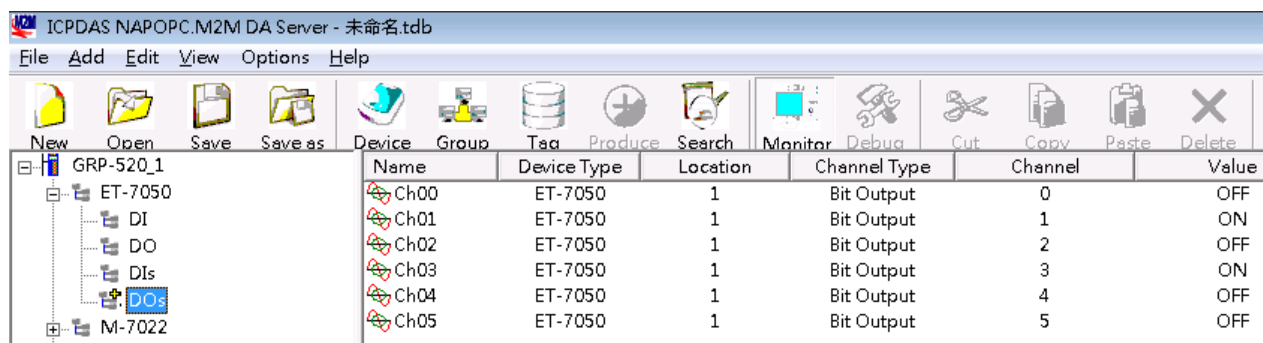 ICPDAS NAPOPC.M2M DA Server - 未命名.tdb
File Add Edit View Options Help
New Open Save Save as Device Group Tag Produce Search Monitor Debug Cut Copy Paste Delete
GRP-520_1 Name Device Type Location Channel Type Channel Value
ET-7050 Ch00 ET-7050 1 Bit Output 0 OFF
DI Ch01 ET-7050 1 Bit Output 1 ON
DO Ch02 ET-7050 1 Bit Output 2 OFF
DIs Ch03 ET-7050 1 Bit Output 3 ON
DOs Ch04 ET-7050 1 Bit Output 4 OFF
M-7022 Ch05 ET-7050 1 Bit Output 5 OFF